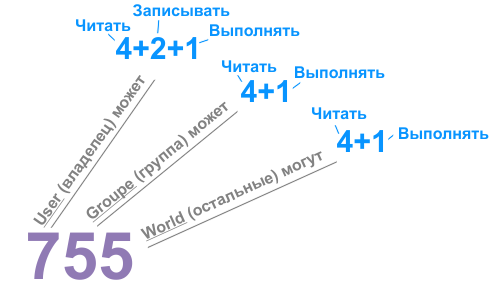 Записывать
Читать
Выполнять
4+2+1
Читать
Выполнять
4+1
Читать
Выполнять
4+1
User (владелец) может
Groupe (группа) может
World (остальные) могут
755